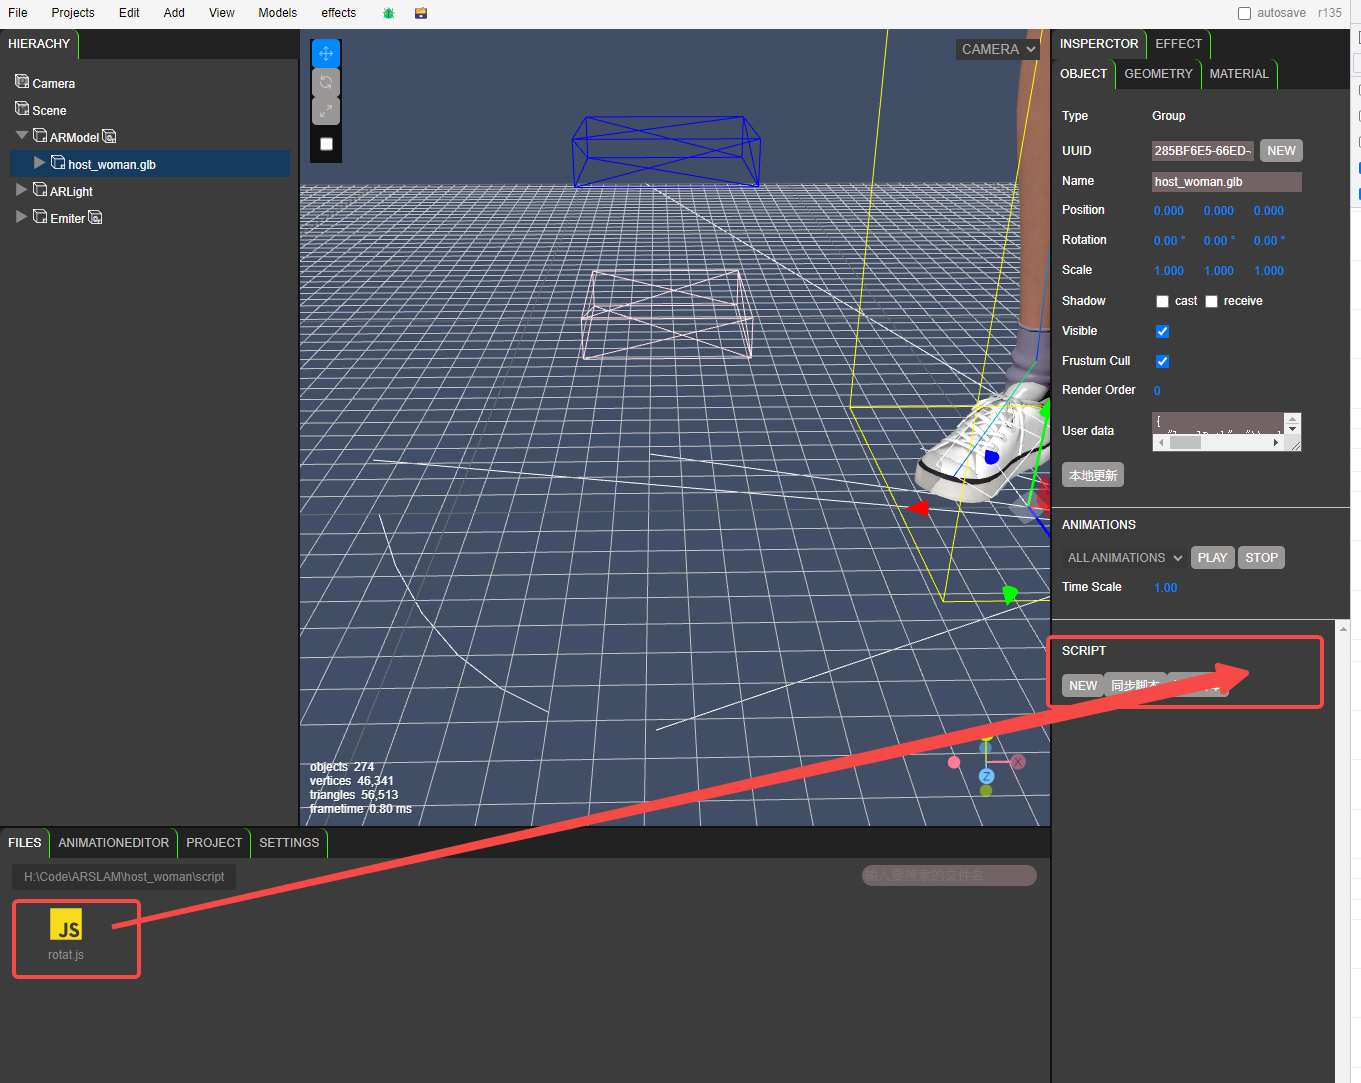 File Projects Edit Add View Models effects autosave r135
HIERACHY
Camera
Scene
ARModel
host_woman.glb
ARLight
Emiter
CAMERA
objects 274
vertices 46,341
triangles 56,513
frametime 0.80 ms
X
Z
INSPERCTOR EFFECT
OBJECT GEOMETRY MATERIAL
Type Group
UUID 285BF6E5-66ED- NEW
Name host_woman.glb
Position 0.000 0.000 0.000
Rotation 0.00 ° 0.00 ° 0.00 °
Scale 1.000 1.000 1.000
Shadow cast receive
Visible
Frustum Cull
Render Order 0
User data {
本地更新
ANIMATIONS
ALL ANIMATIONS PLAY STOP
Time Scale 1.00
SCRIPT
NEW 同步脚本
FILES ANIMATIONEDITOR PROJECT SETTINGS
H:\Code\ARSLAM\host_woman\script 输入要搜索的文件名
JS
rotat.js